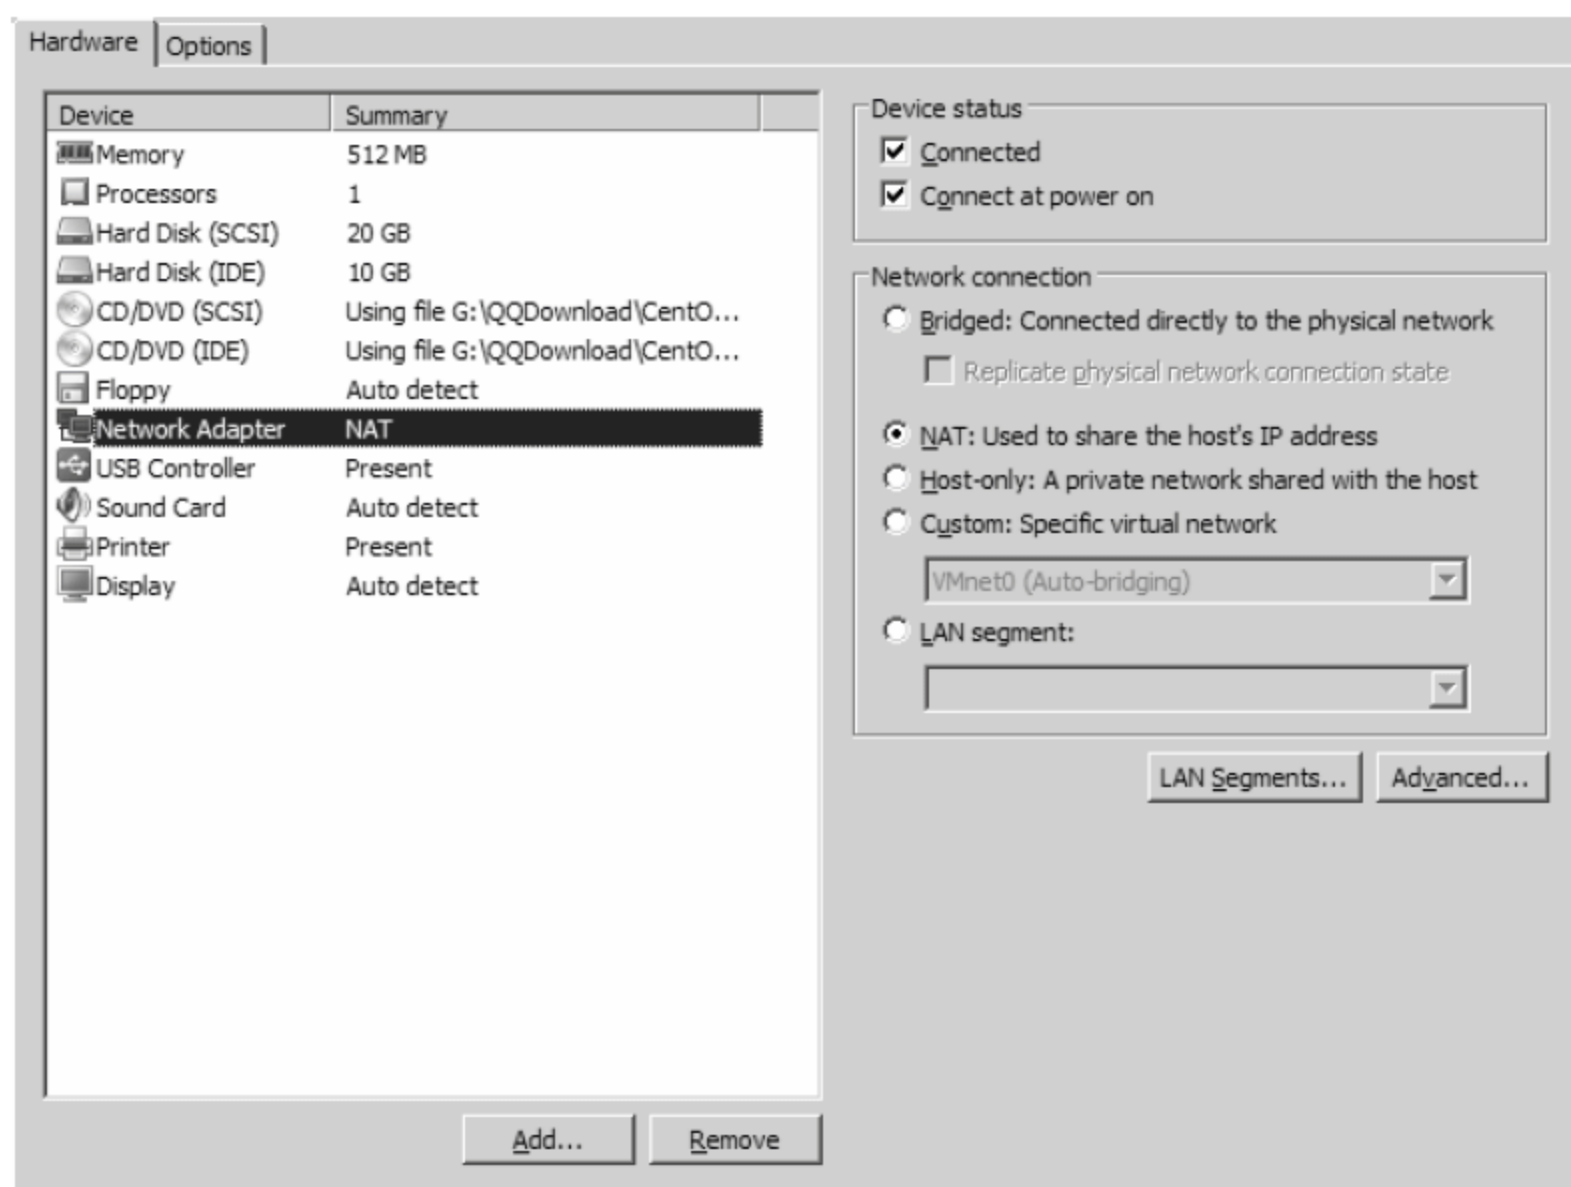 Hardware Options
Device Summary
Memory 512 MB
Processors 1
Hard Disk (SCSI) 20 GB
Hard Disk (IDE) 10 GB
CD/DVD (SCSI) Using file G:\QQDownload\CentO...
CD/DVD (IDE) Using file G:\QQDownload\CentO...
Floppy Auto detect
Network Adapter NAT
USB Controller Present
Sound Card Auto detect
Printer Present
Display Auto detect
Add... Remove
Device status
Connected
Connect at power on
Network connection
Bridged: Connected directly to the physical network
Replicate physical network connection state
NAT: Used to share the host's IP address
Host-only: A private network shared with the host
Custom: Specific virtual network
VMnet0 (Auto-bridging)
LAN segment:
LAN Segments... Advanced...